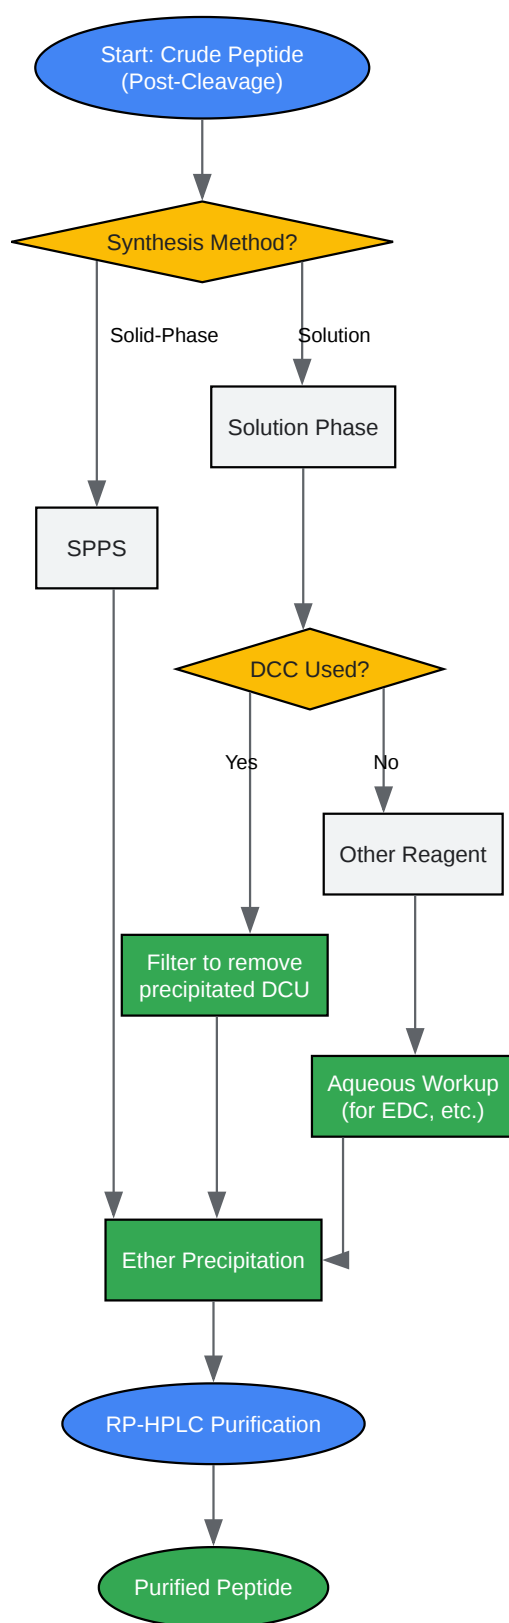 Start: Crude Peptide
(Post-Cleavage)
Synthesis Method?
Solid-Phase
Solution
Solution Phase
SPPS
DCC Used?
Yes
No
Other Reagent
Filter to remove
precipitated DCU
Aqueous Workup
(for EDC, etc.)
Ether Precipitation
RP-HPLC Purification
Purified Peptide